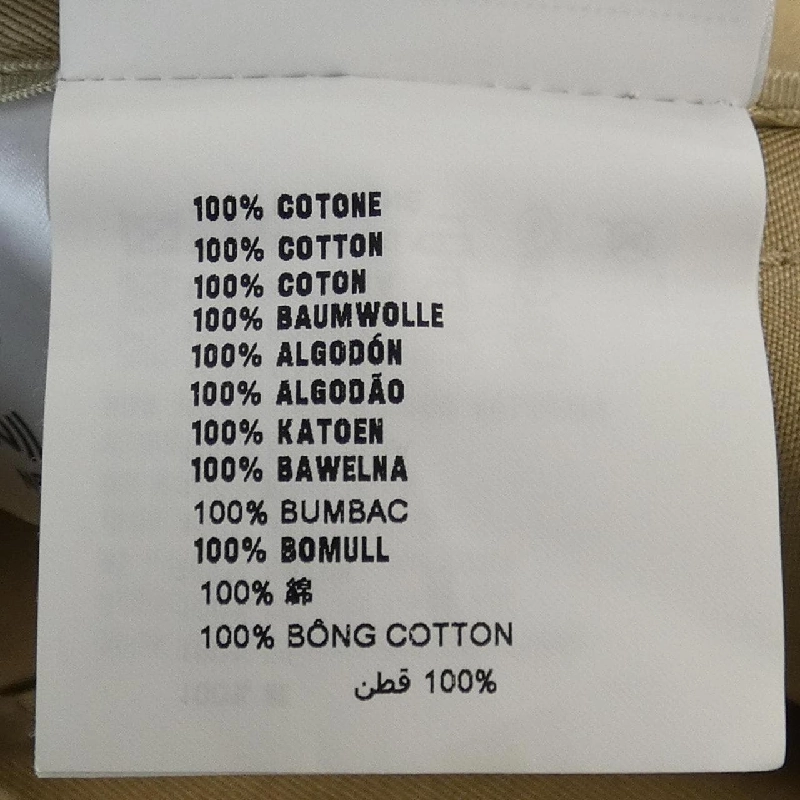 100% COTONE
100% COTTON
100% COTON
100% BAUMWOLLE
100% ALGODÓN
100% ALGODÃO
100% KATOEN
100% BAWELNA
100% BUMBAC
100% BOMULL
100% 綿
100% BÔNG COTTON
100% قطن